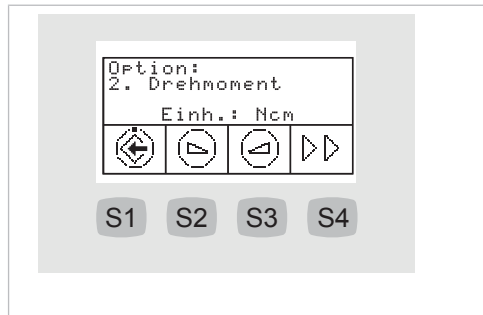 Option:
2. Drehmoment
Einh.: Ncm
S1 S2 S3 S4